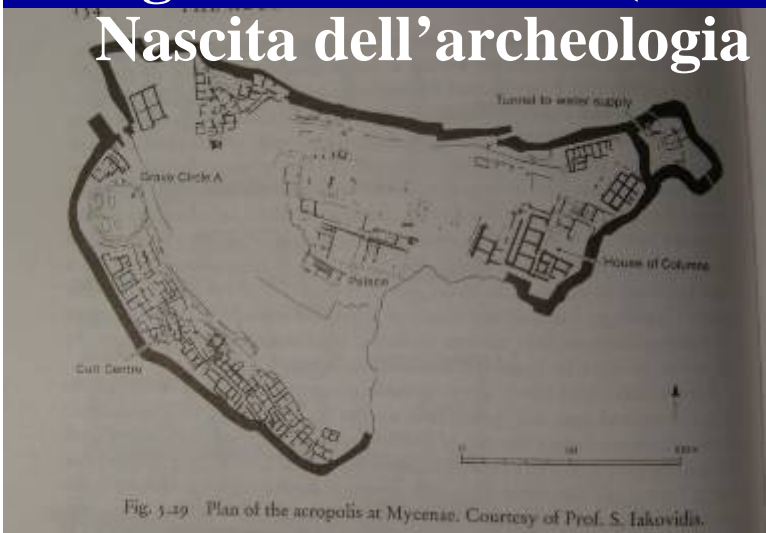 Nascita dell’archeologia
Tunnel to water supply
Grave Circle A
House of Columns
Palace
Cult Centre
0
Fig. 5.29 Plan of the acropolis at Mycenae. Courtesy of Prof. S. Iakovidis.